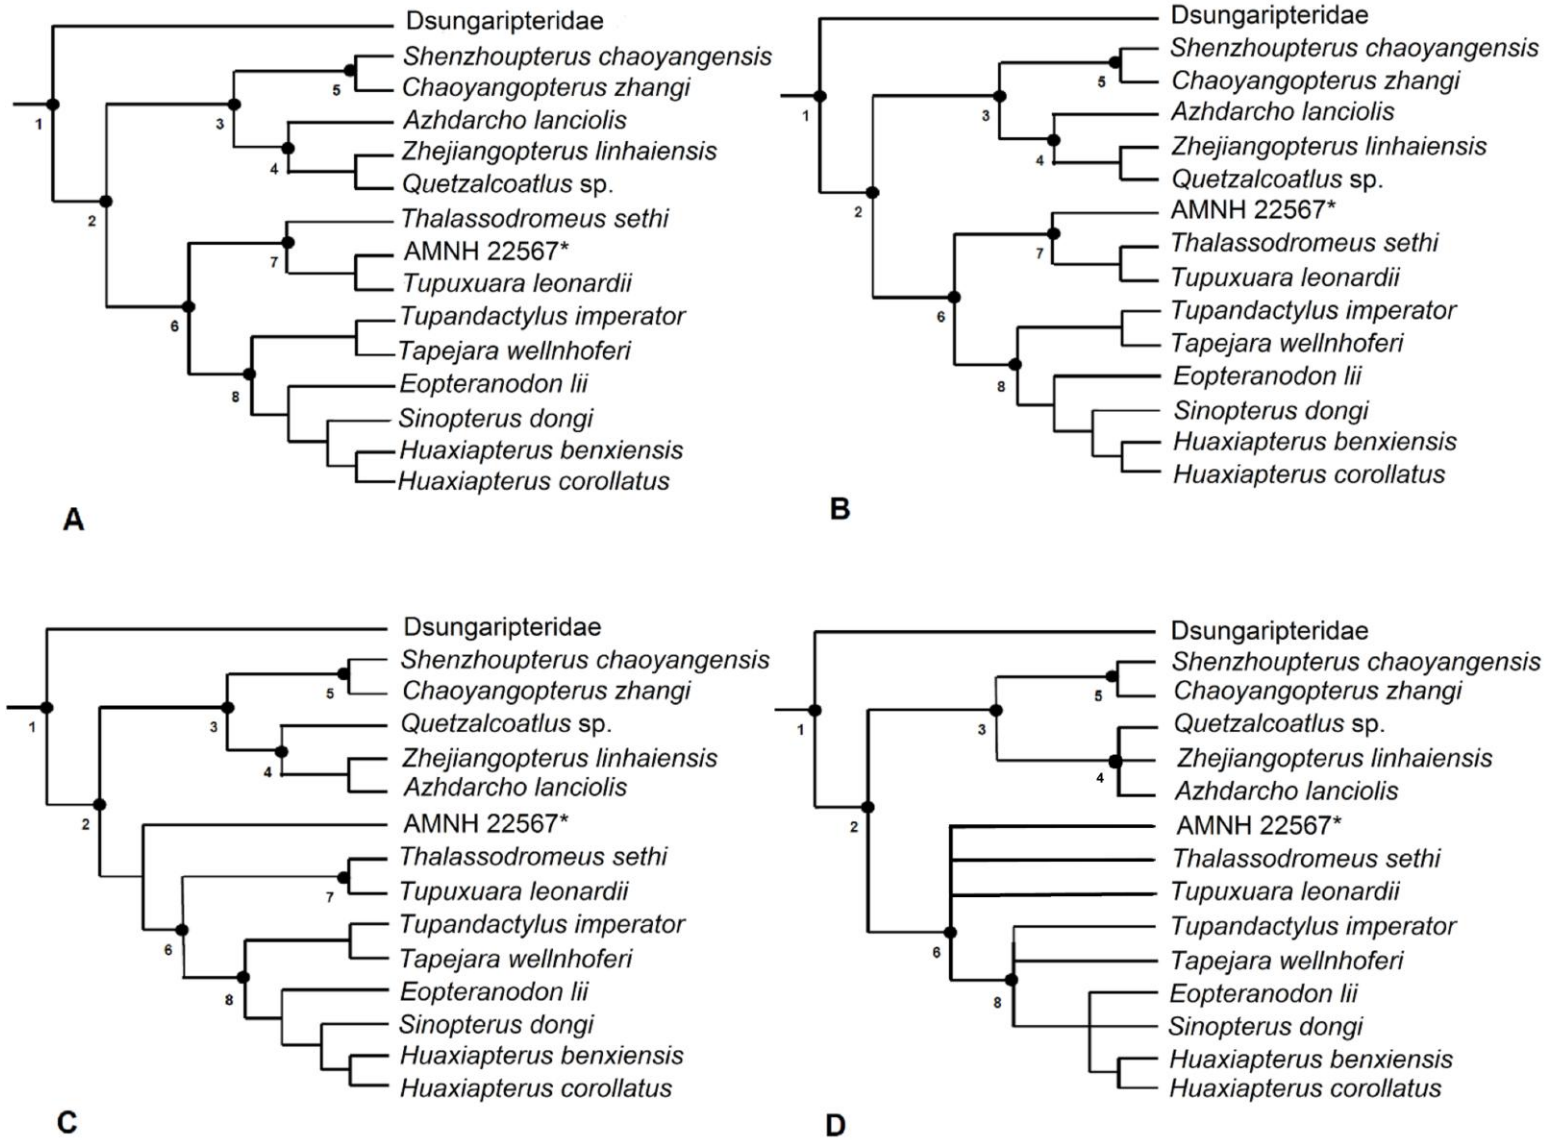 Dsungaripteridae
Shenzhoupterus chaoyangensis
5
Chaoyangopterus zhangi
1
3
Azhdarcho lanciolis
Zhejiangopterus linhaiensis
4
Quetzalcoatlus sp.
2
Thalassodromeus sethi
AMNH 22567*
7
Tupuxuara leonardii
Tupandactylus imperator
6
Tapejara wellnhoferi
Eopteranodon lii
8
Sinopterus dongi
Huaxiapterus benxiensis
Huaxiapterus corollatus
A
Dsungaripteridae
Shenzhoupterus chaoyangensis
5
Chaoyangopterus zhangi
1
3
Azhdarcho lanciolis
Zhejiangopterus linhaiensis
4
Quetzalcoatlus sp.
2
AMNH 22567*
Thalassodromeus sethi
7
Tupuxuara leonardii
Tupandactylus imperator
6
Tapejara wellnhoferi
Eopteranodon lii
8
Sinopterus dongi
Huaxiapterus benxiensis
Huaxiapterus corollatus
B
Dsungaripteridae
Shenzhoupterus chaoyangensis
5
Chaoyangopterus zhangi
1
3
Quetzalcoatlus sp.
Zhejiangopterus linhaiensis
4
Azhdarcho lanciolis
2
AMNH 22567*
Thalassodromeus sethi
7
Tupuxuara leonardii
Tupandactylus imperator
6
Tapejara wellnhoferi
Eopteranodon lii
8
Sinopterus dongi
Huaxiapterus benxiensis
Huaxiapterus corollatus
C
Dsungaripteridae
Shenzhoupterus chaoyangensis
5
Chaoyangopterus zhangi
1
3
Quetzalcoatlus sp.
Zhejiangopterus linhaiensis
4
Azhdarcho lanciolis
2
AMNH 22567*
Thalassodromeus sethi
Tupuxuara leonardii
Tupandactylus imperator
6
Tapejara wellnhoferi
Eopteranodon lii
8
Sinopterus dongi
Huaxiapterus benxiensis
Huaxiapterus corollatus
D